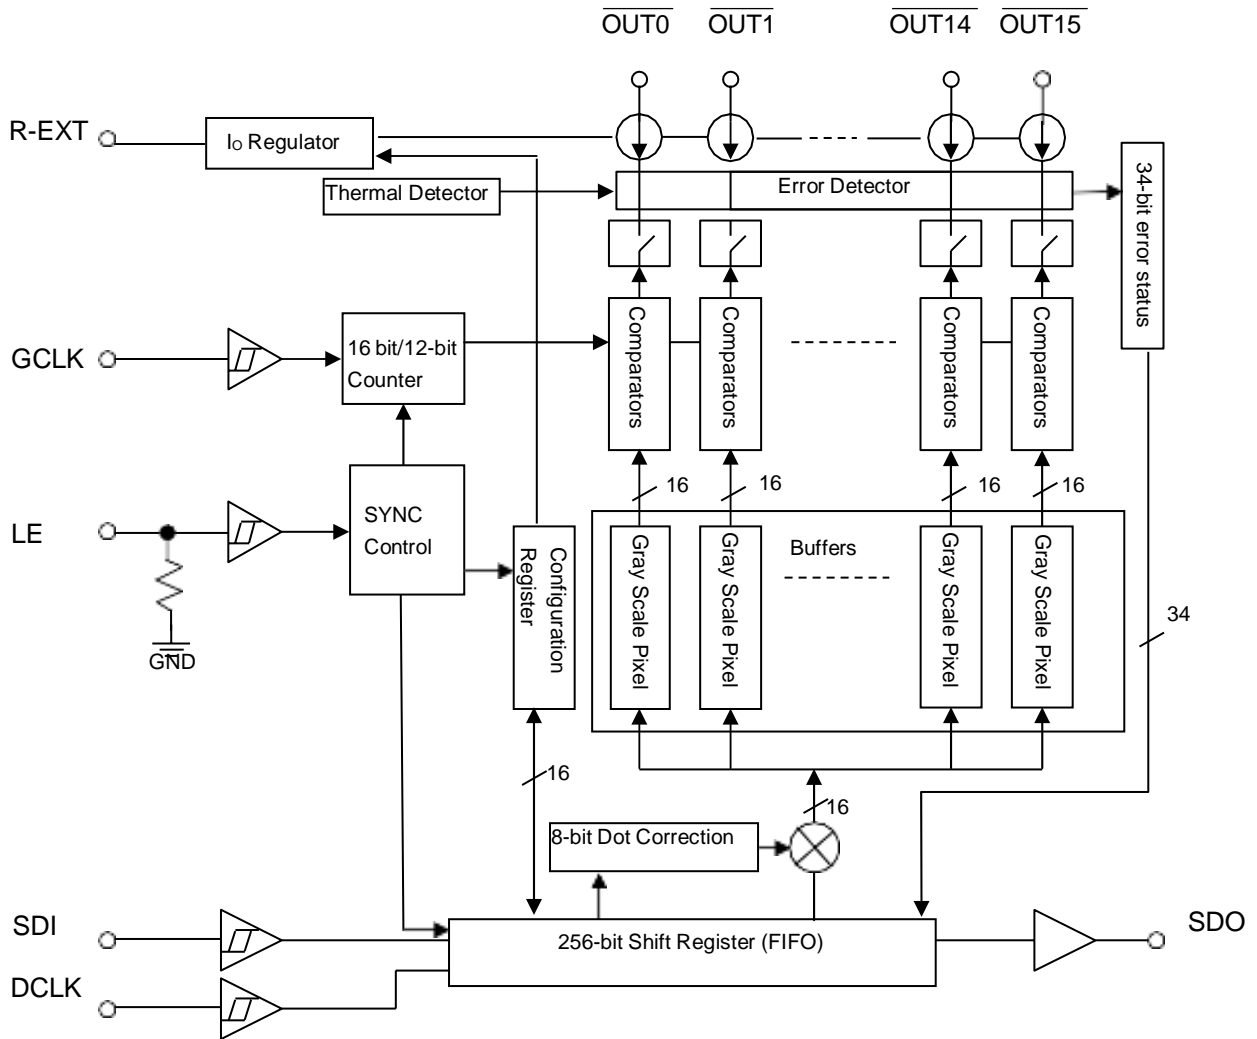 OUT0 OUT1 OUT14 OUT15
R-EXT
IO Regulator
Thermal Detector
Error Detector
34-bit error status
GCLK
16 bit/12-bit
Counter
Comparators
Comparators
Comparators
Comparators
LE
SYNC
Control
GND
16
16
16
16
Configuration
Register
Buffers
Gray Scale Pixel
Gray Scale Pixel
Gray Scale Pixel
Gray Scale Pixel
34
16
16
8-bit Dot Correction
SDI
256-bit Shift Register (FIFO)
SDO
DCLK